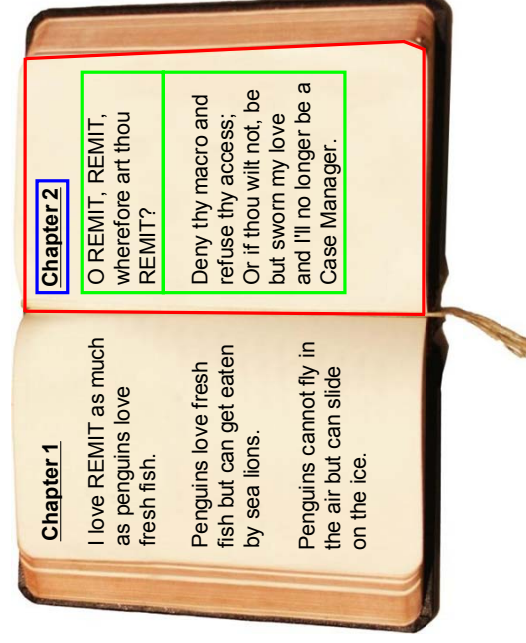 Chapter 1
I love REMIT as much
as penguins love
fresh fish.
Penguins love fresh
fish but can get eaten
by sea lions.
Penguins cannot fly in
the air but can slide
on the ice.
Chapter 2
O REMIT, REMIT,
wherefore art thou
REMIT?
Deny thy macro and
refuse thy access;
Or if thou wilt not, be
but sworn my love
and I'll no longer be a
Case Manager.